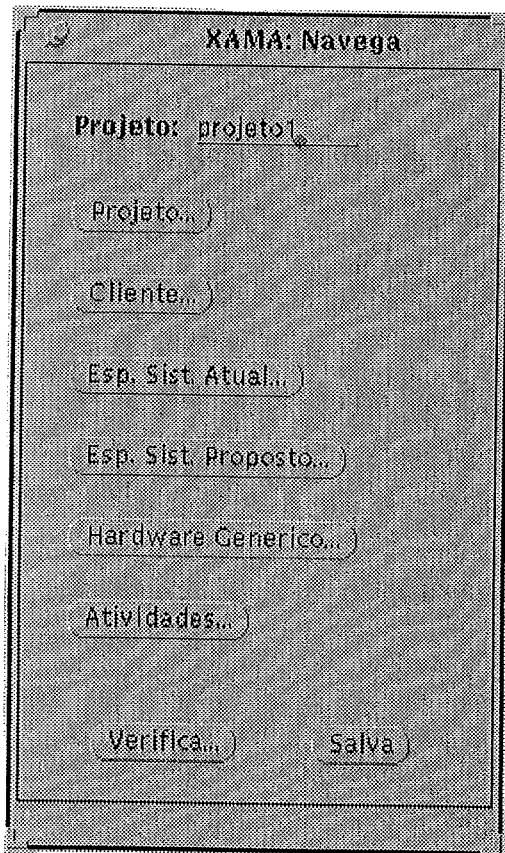 XAMA: Navega
Projeto: projeto1
Projeto...
Cliente...
Esp. Sist. Atual...
Esp. Sist. Proposto...
Hardware Generico...
Atividades...
Verifica... Salva